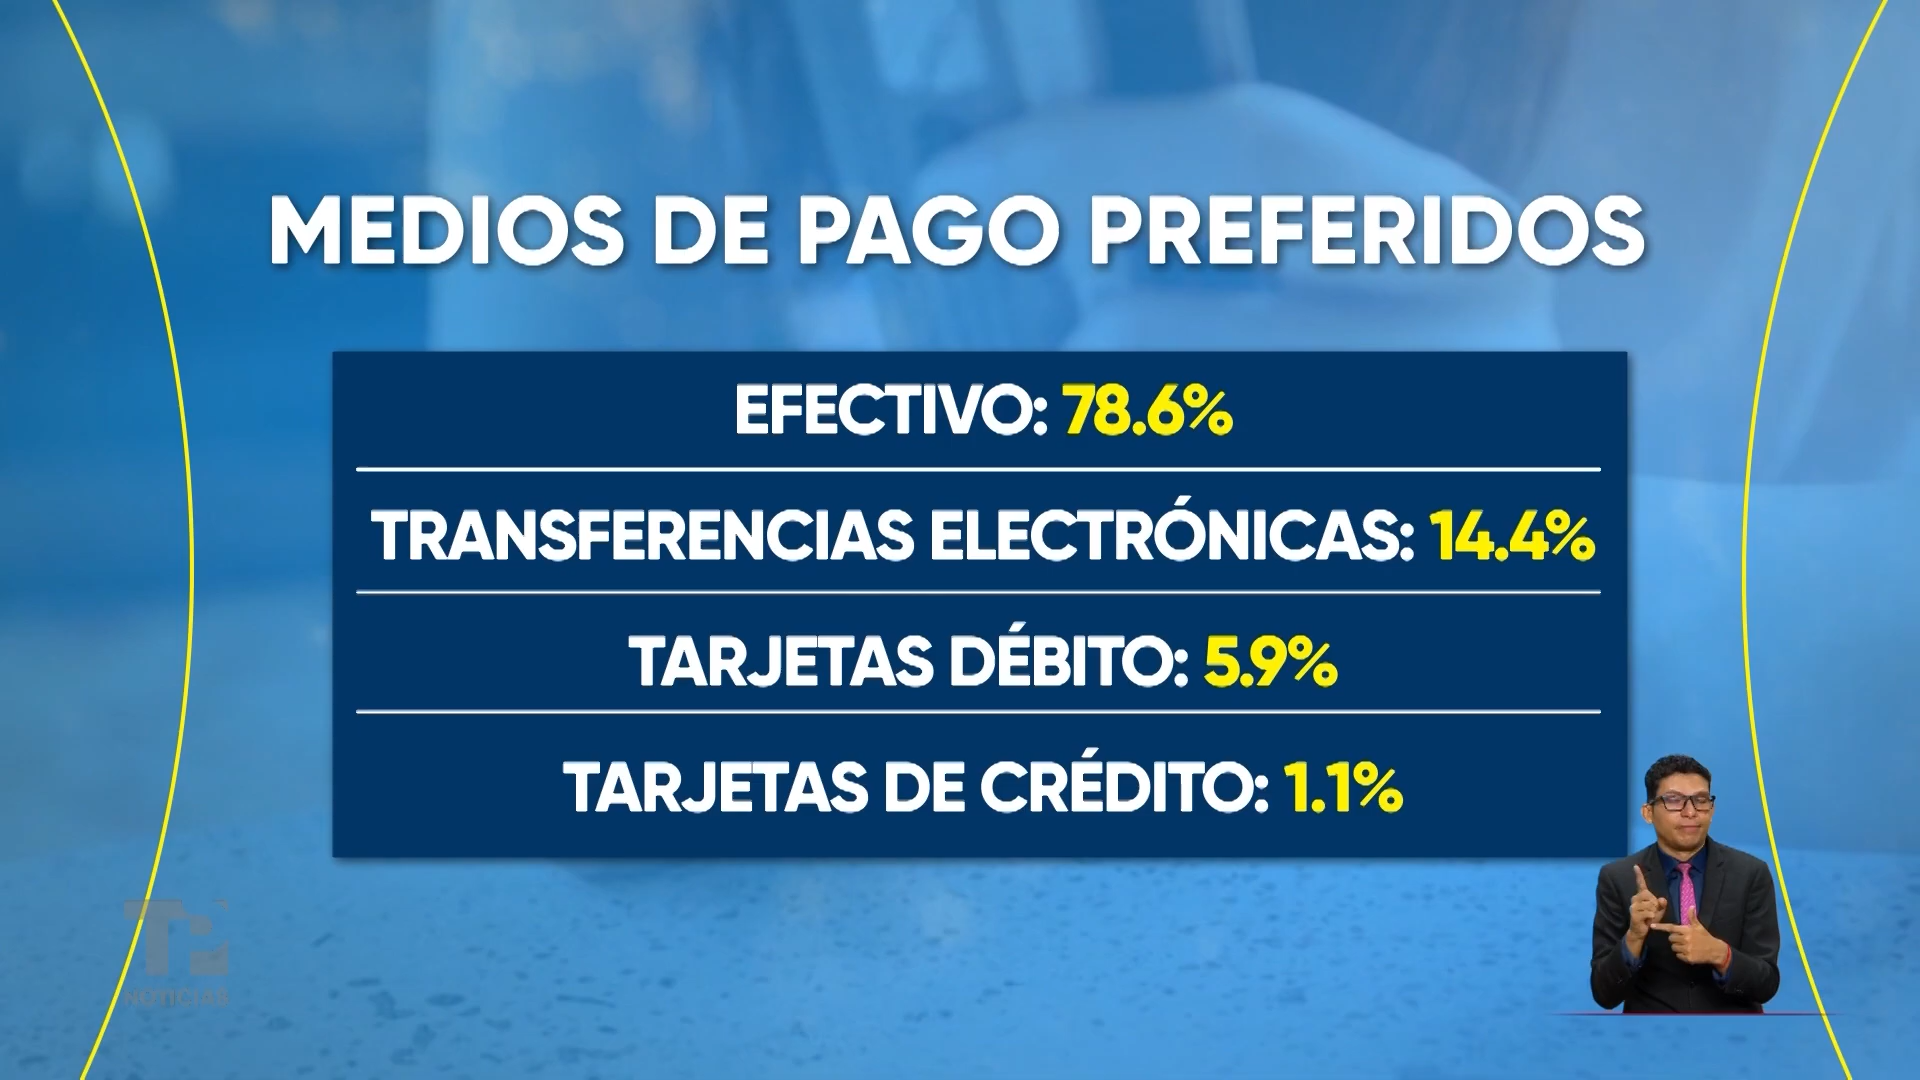 MEDIOS DE PAGO PREFERIDOS
EFECTIVO: 78.6%
TRANSFERENCIAS ELECTRÓNICAS: 14.4%
TARJETAS DÉBITO: 5.9%
TARJETAS DE CRÉDITO: 1.1%
NOTICIAS